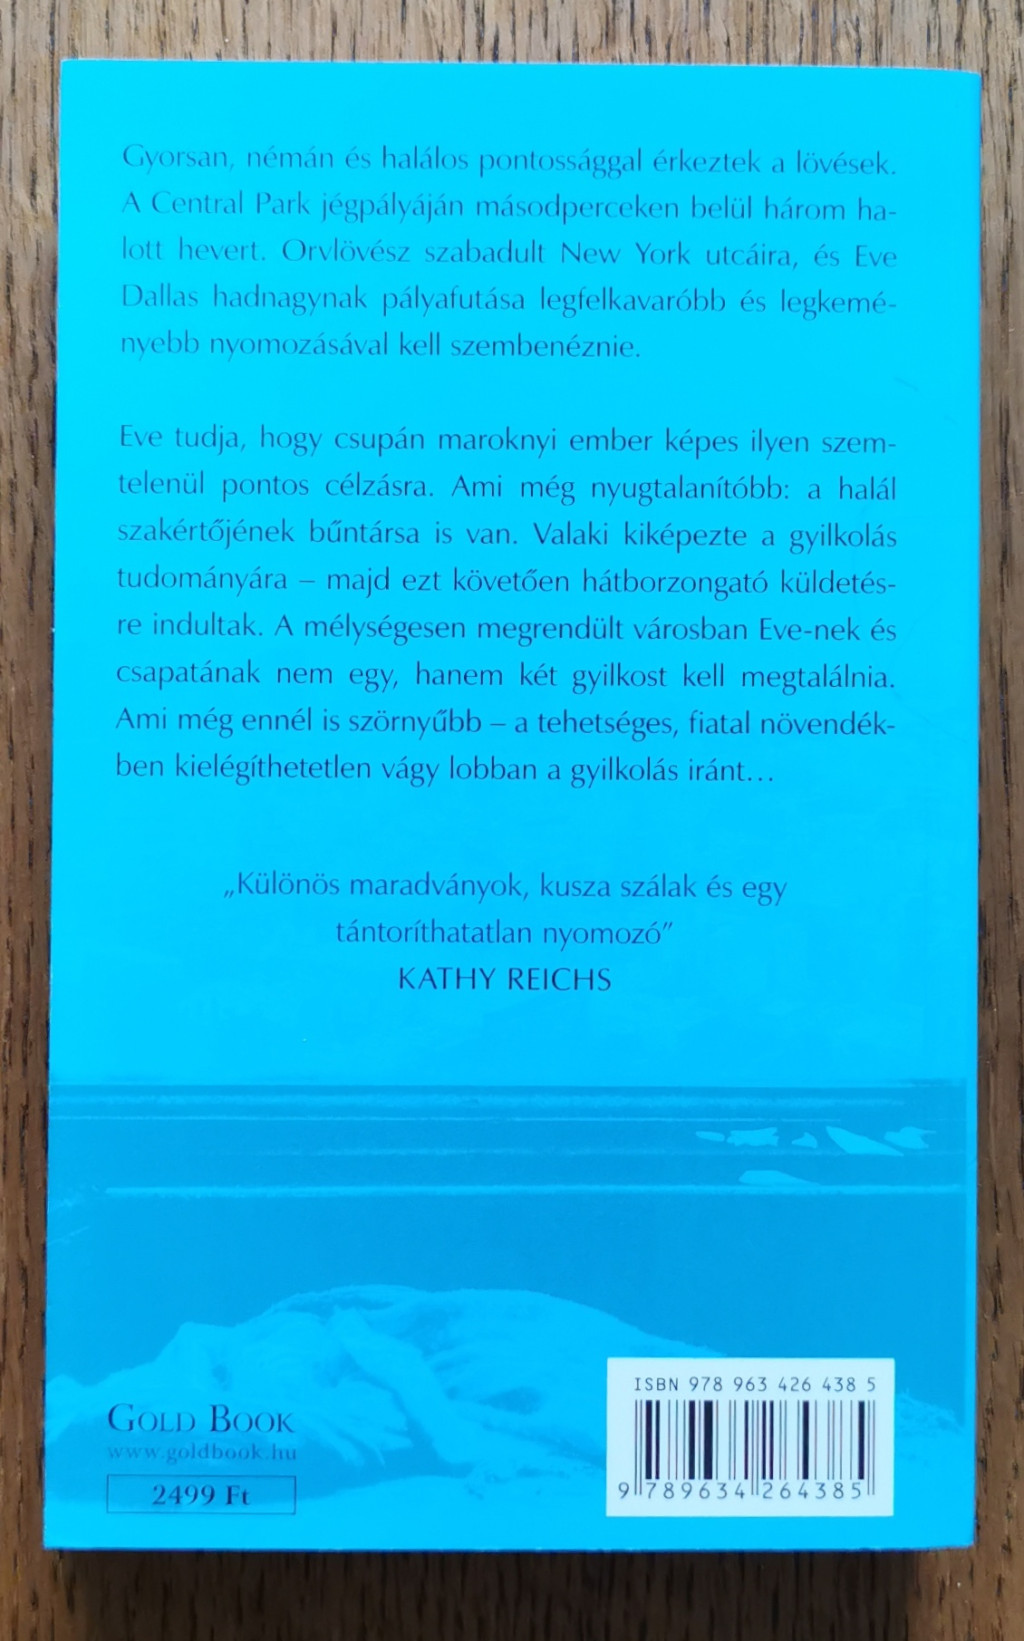 Gyorsan, némán és halálos pontossággal érkeztek a lövések.
A Central Park jégpályáján másodperceken belül három ha-
lott hevert. Orvlövész szabadult New York utcáira, és Eve
Dallas hadnagynak pályafutása legfelkavaróbb és legkemé-
nyebb nyomozásával kell szembenéznie.
Eve tudja, hogy csupán maroknyi ember képes ilyen szem-
telenül pontos célzásra. Ami még nyugtalanítóbb: a halál
szakértőjének bűntársa is van. Valaki kiképezte a gyilkolás
tudományára – majd ezt követően hátborzongató küldetés-
re indultak. A mélységesen megrendült városban Eve-nek és
csapatának nem egy, hanem két gyilkost kell megtalálnia.
Ami még ennél is szörnyűbb – a tehetséges, fiatal növendék-
ben kielégíthetetlen vágy lobban a gyilkolás iránt…
„Különös maradványok, kusza szálak és egy
tántoríthatatlan nyomozó”
KATHY REICHS
GOLD BOOK
www.goldbook.hu
2499 Ft
ISBN 978 963 426 438 5
9 789634 264385